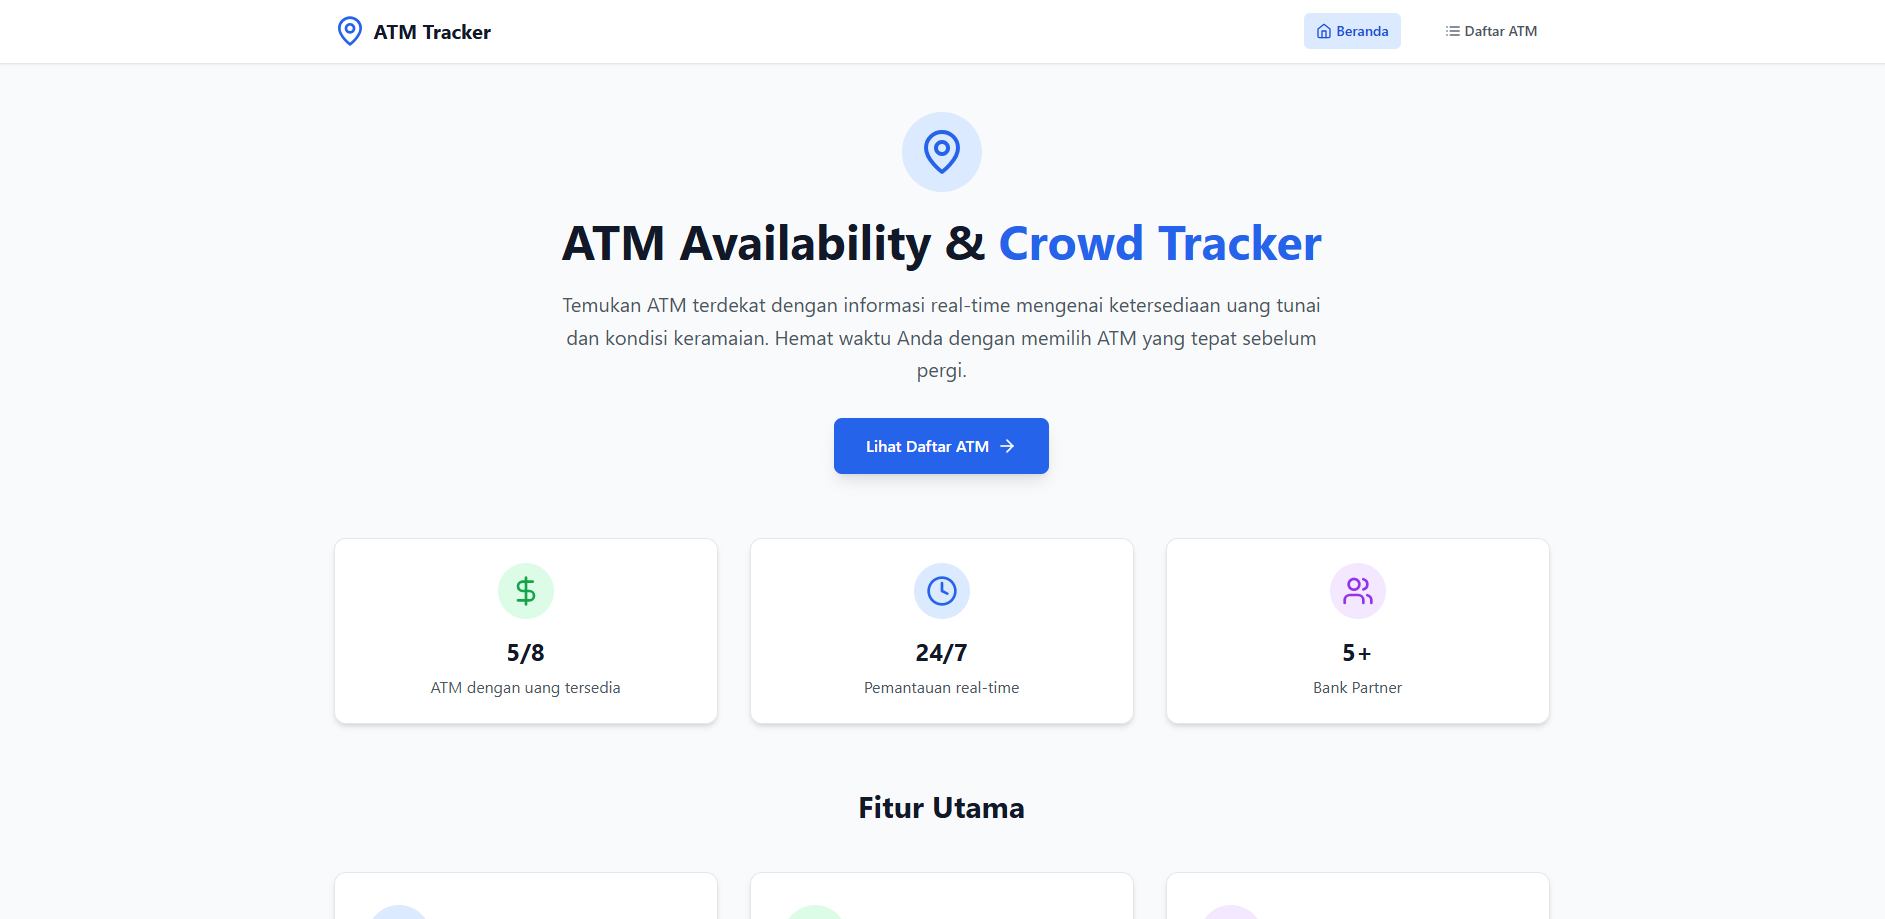 ATM Tracker
Beranda
Daftar ATM
ATM Availability & Crowd Tracker
Temukan ATM terdekat dengan informasi real-time mengenai ketersediaan uang tunai
dan kondisi keramaian. Hemat waktu Anda dengan memilih ATM yang tepat sebelum
pergi.
Lihat Daftar ATM
5/8
ATM dengan uang tersedia
24/7
Pemantauan real-time
5+
Bank Partner
Fitur Utama